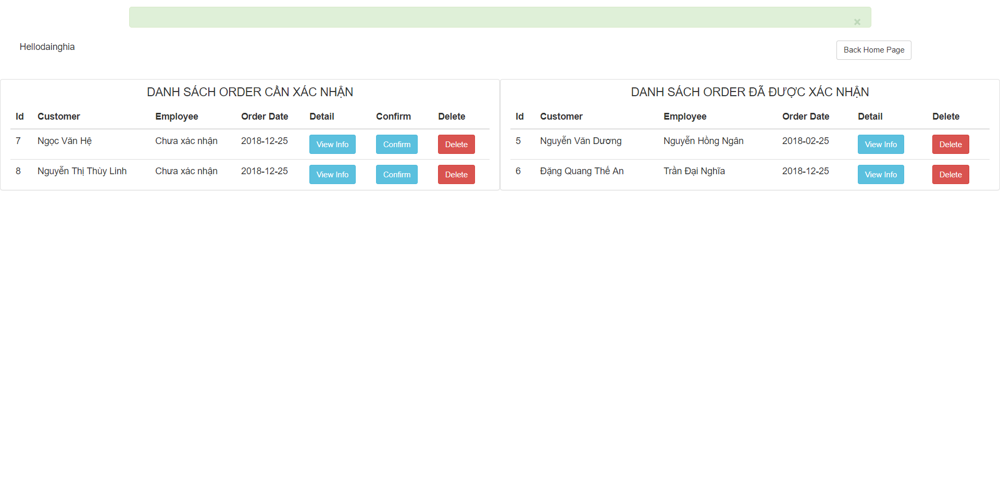 ×
Hellodainghia
Back Home Page
DANH SÁCH ORDER CẦN XÁC NHẬN
Id Customer Employee Order Date Detail Confirm Delete
7 Ngọc Văn Hệ Chưa xác nhận 2018-12-25 View Info Confirm Delete
8 Nguyễn Thị Thùy Linh Chưa xác nhận 2018-12-25 View Info Confirm Delete
DANH SÁCH ORDER ĐÃ ĐƯỢC XÁC NHẬN
Id Customer Employee Order Date Detail Delete
5 Nguyễn Văn Dương Nguyễn Hồng Ngân 2018-02-25 View Info Delete
6 Đặng Quang Thế An Trần Đại Nghĩa 2018-12-25 View Info Delete